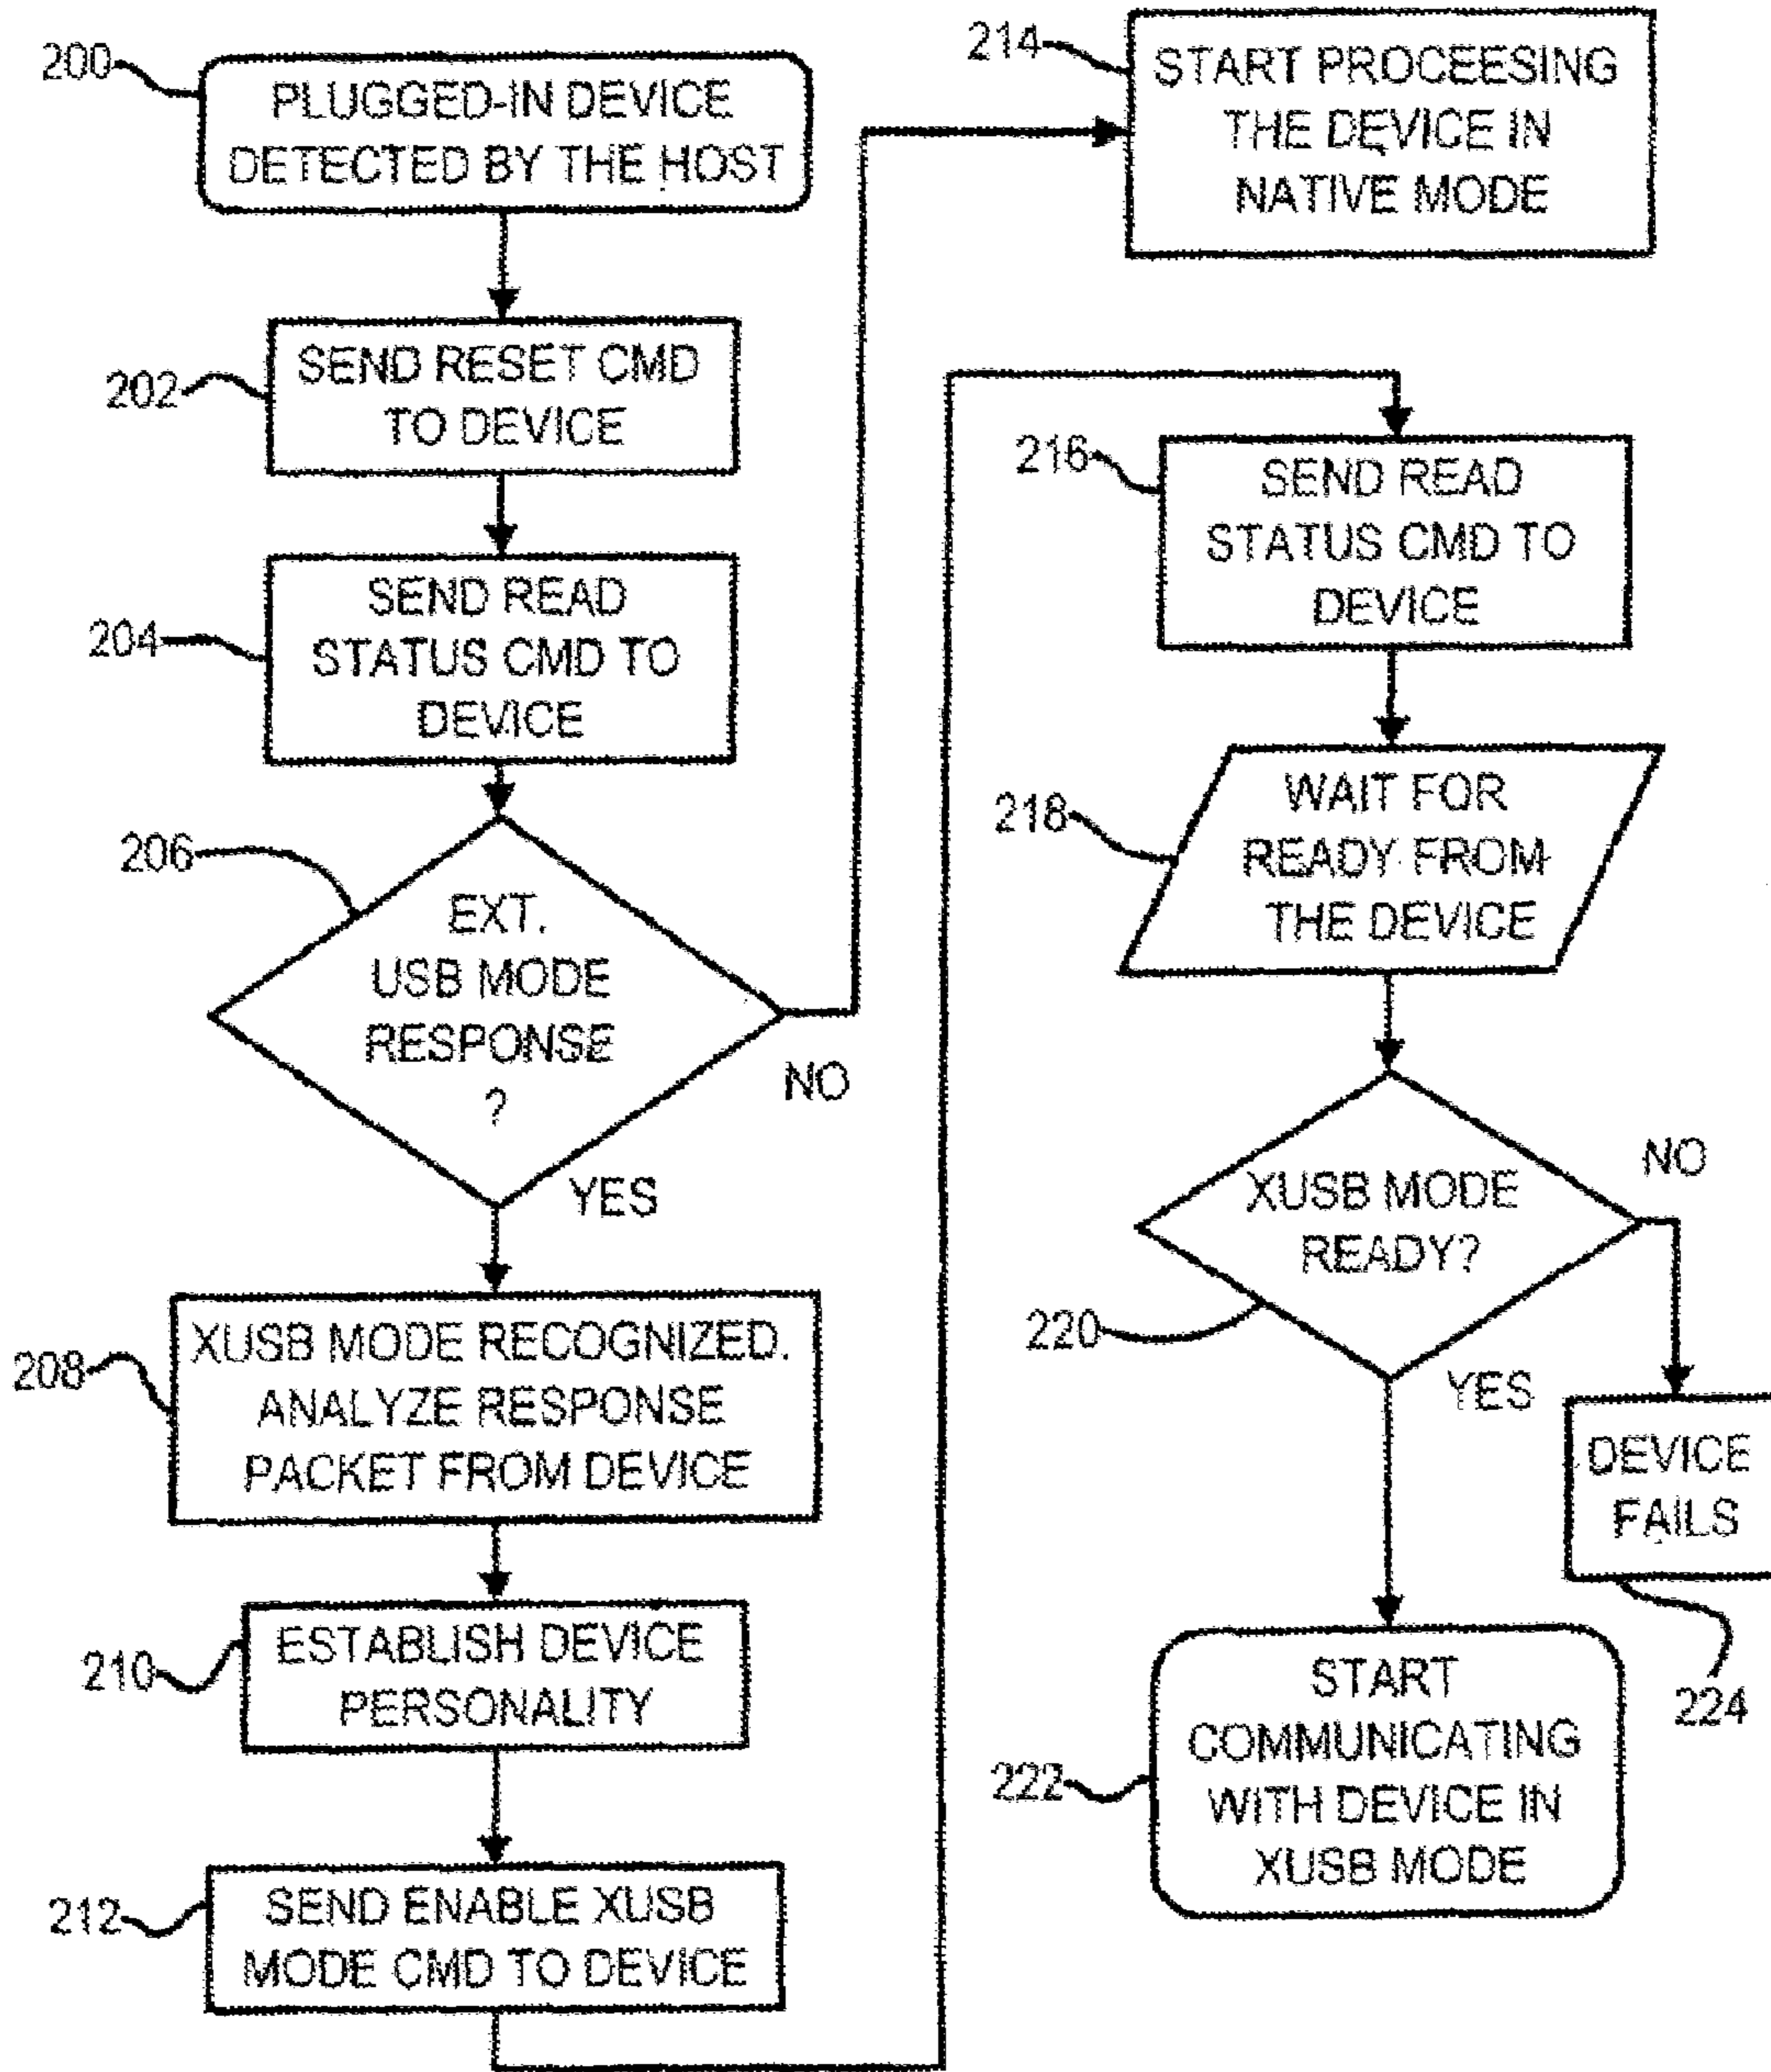 200
PLUGGED-IN DEVICE
DETECTED BY THE HOST
202
SEND RESET CMD
TO DEVICE
204
SEND READ
STATUS CMD TO
DEVICE
206
EXT.
USB MODE
RESPONSE
?
NO
YES
208
XUSB MODE RECOGNIZED.
ANALYZE RESPONSE
PACKET FROM DEVICE
210
ESTABLISH DEVICE
PERSONALITY
212
SEND ENABLE XUSB
MODE CMD TO DEVICE
214
START PROCEESING
THE DEVICE IN
NATIVE MODE
216
SEND READ
STATUS CMD TO
DEVICE
218
WAIT FOR
READY FROM
THE DEVICE
220
XUSB MODE
READY?
NO
YES
DEVICE
FAILS
224
222
START
COMMUNICATING
WITH DEVICE IN
XUSB MODE